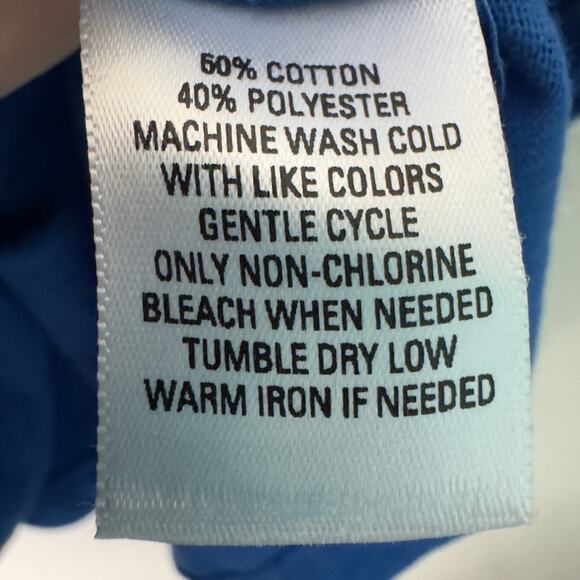 60% COTTON
40% POLYESTER
MACHINE WASH COLD
WITH LIKE COLORS
GENTLE CYCLE
ONLY NON-CHLORINE
BLEACH WHEN NEEDED
TUMBLE DRY LOW
WARM IRON IF NEEDED